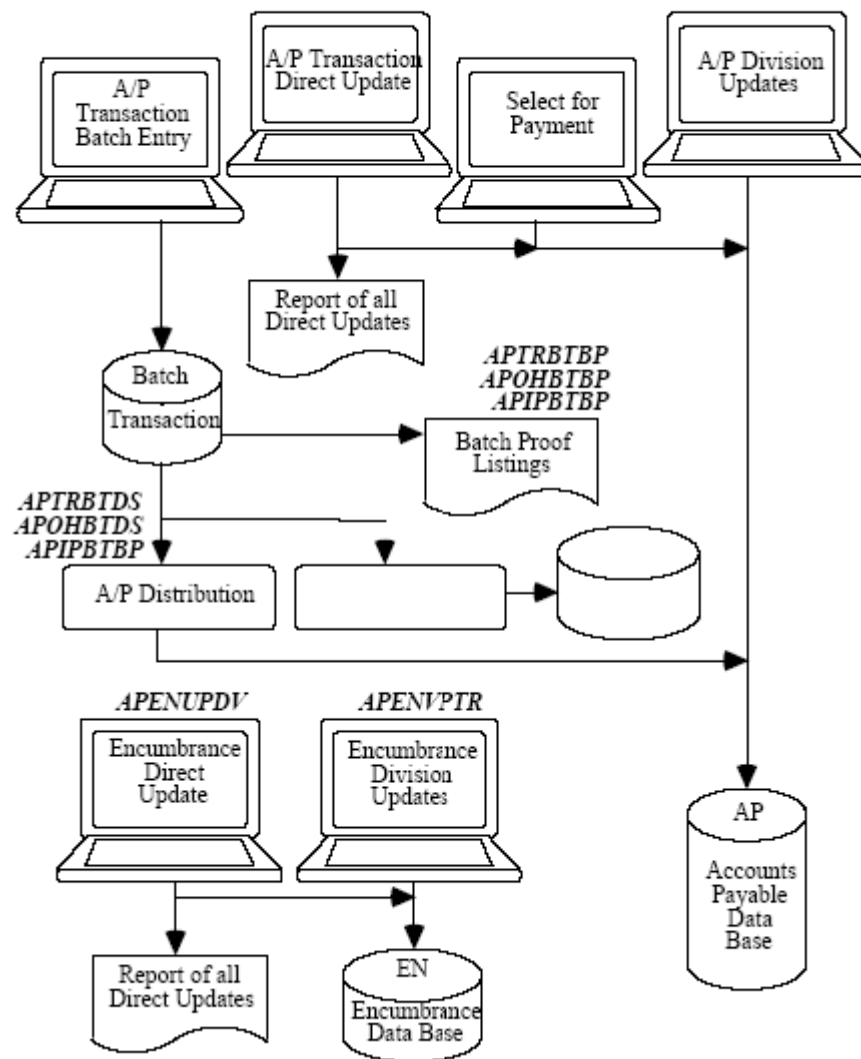 A/P
Transaction
Batch Entry
A/P Transaction
Direct Update
Select for
Payment
A/P Division
Updates
Report of all
Direct Updates
Batch
Transaction
APTRBTBP
APOHBTBP
APIPBTBP
Batch Proof
Listings
APTRBTDS
APOHBTDS
APIPBTBP
A/P Distribution
APENUPDV
APENVPTR
Encumbrance
Direct
Update
Encumbrance
Division
Updates
AP
Accounts
Payable
Data
Base
Report of all
Direct Updates
EN
Encumbrance
Data Base